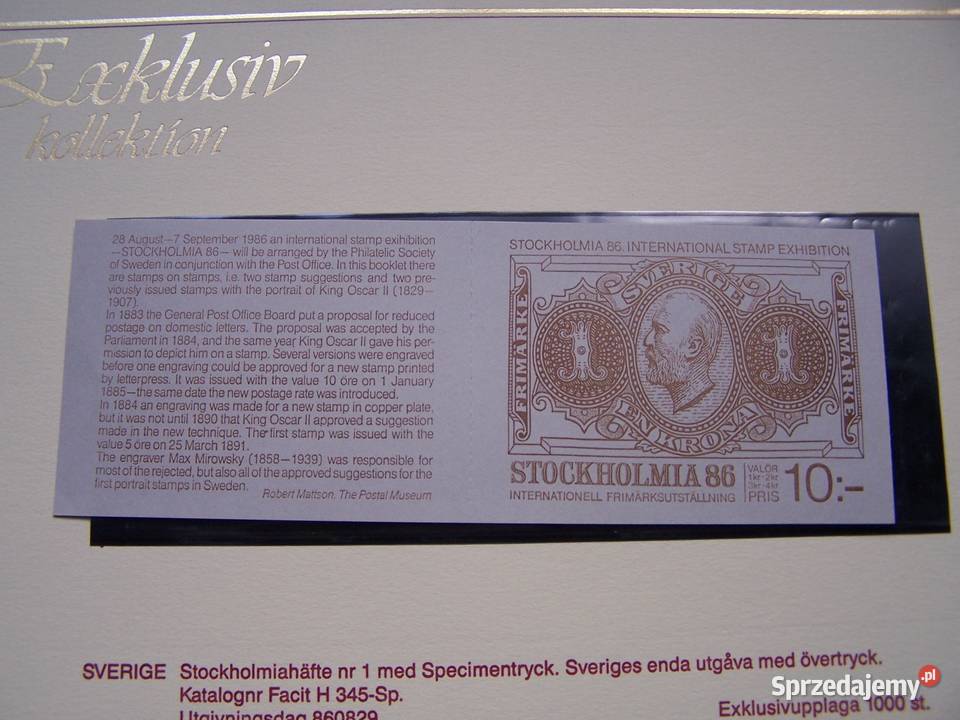 Exklusiv
kollektion
28 August—7 September 1986 an international stamp exhibition
—STOCKHOLMIA 86— will be arranged by the Philatelic Society
of Sweden in conjunction with the Post Office. In this booklet there
are stamps on stamps, i.e. two stamp suggestions and two pre-
viously issued stamps with the portrait of King Oscar II (1829—
1907).
In 1883 the General Post Office Board put a proposal for reduced
postage on domestic letters. The proposal was accepted by the
Parliament in 1884, and the same year King Oscar II gave his per-
mission to depict him on a stamp. Several versions were engraved
before one engraving could be approved for a new stamp printed
by letterpress. It was issued with the value 10 öre on 1 January
1885—the same date the new postage rate was introduced.
In 1884 an engraving was made for a new stamp in copper plate,
but it was not until 1890 that King Oscar II approved a suggestion
made in the new technique. The first stamp was issued with the
value 5 öre on 25 March 1891.
The engraver Max Mirowsky (1858—1939) was responsible for
most of the rejected, but also all of the approved suggestions for the
first portrait stamps in Sweden.
Robert Mattson. The Postal Museum
STOCKHOLMIA 86. INTERNATIONAL STAMP EXHIBITION
SVERIGE
FRIMÄRKE
1
1
FRIMÄRKE
EN KRONA
STOCKHOLMIA 86
INTERNATIONELL FRIMÄRKSUTSTÄLLNING
VALÖR
1kr-2kr
3kr-4kr
PRIS
10:-
SVERIGE Stockholmiahäfte nr 1 med Specimentryck. Sveriges enda utgåva med övertryck.
Katalognr Facit H 345-Sp.
Utgivningsdag 860829
Exklusivupplaga 1000 st.
Sprzedajemy.pl